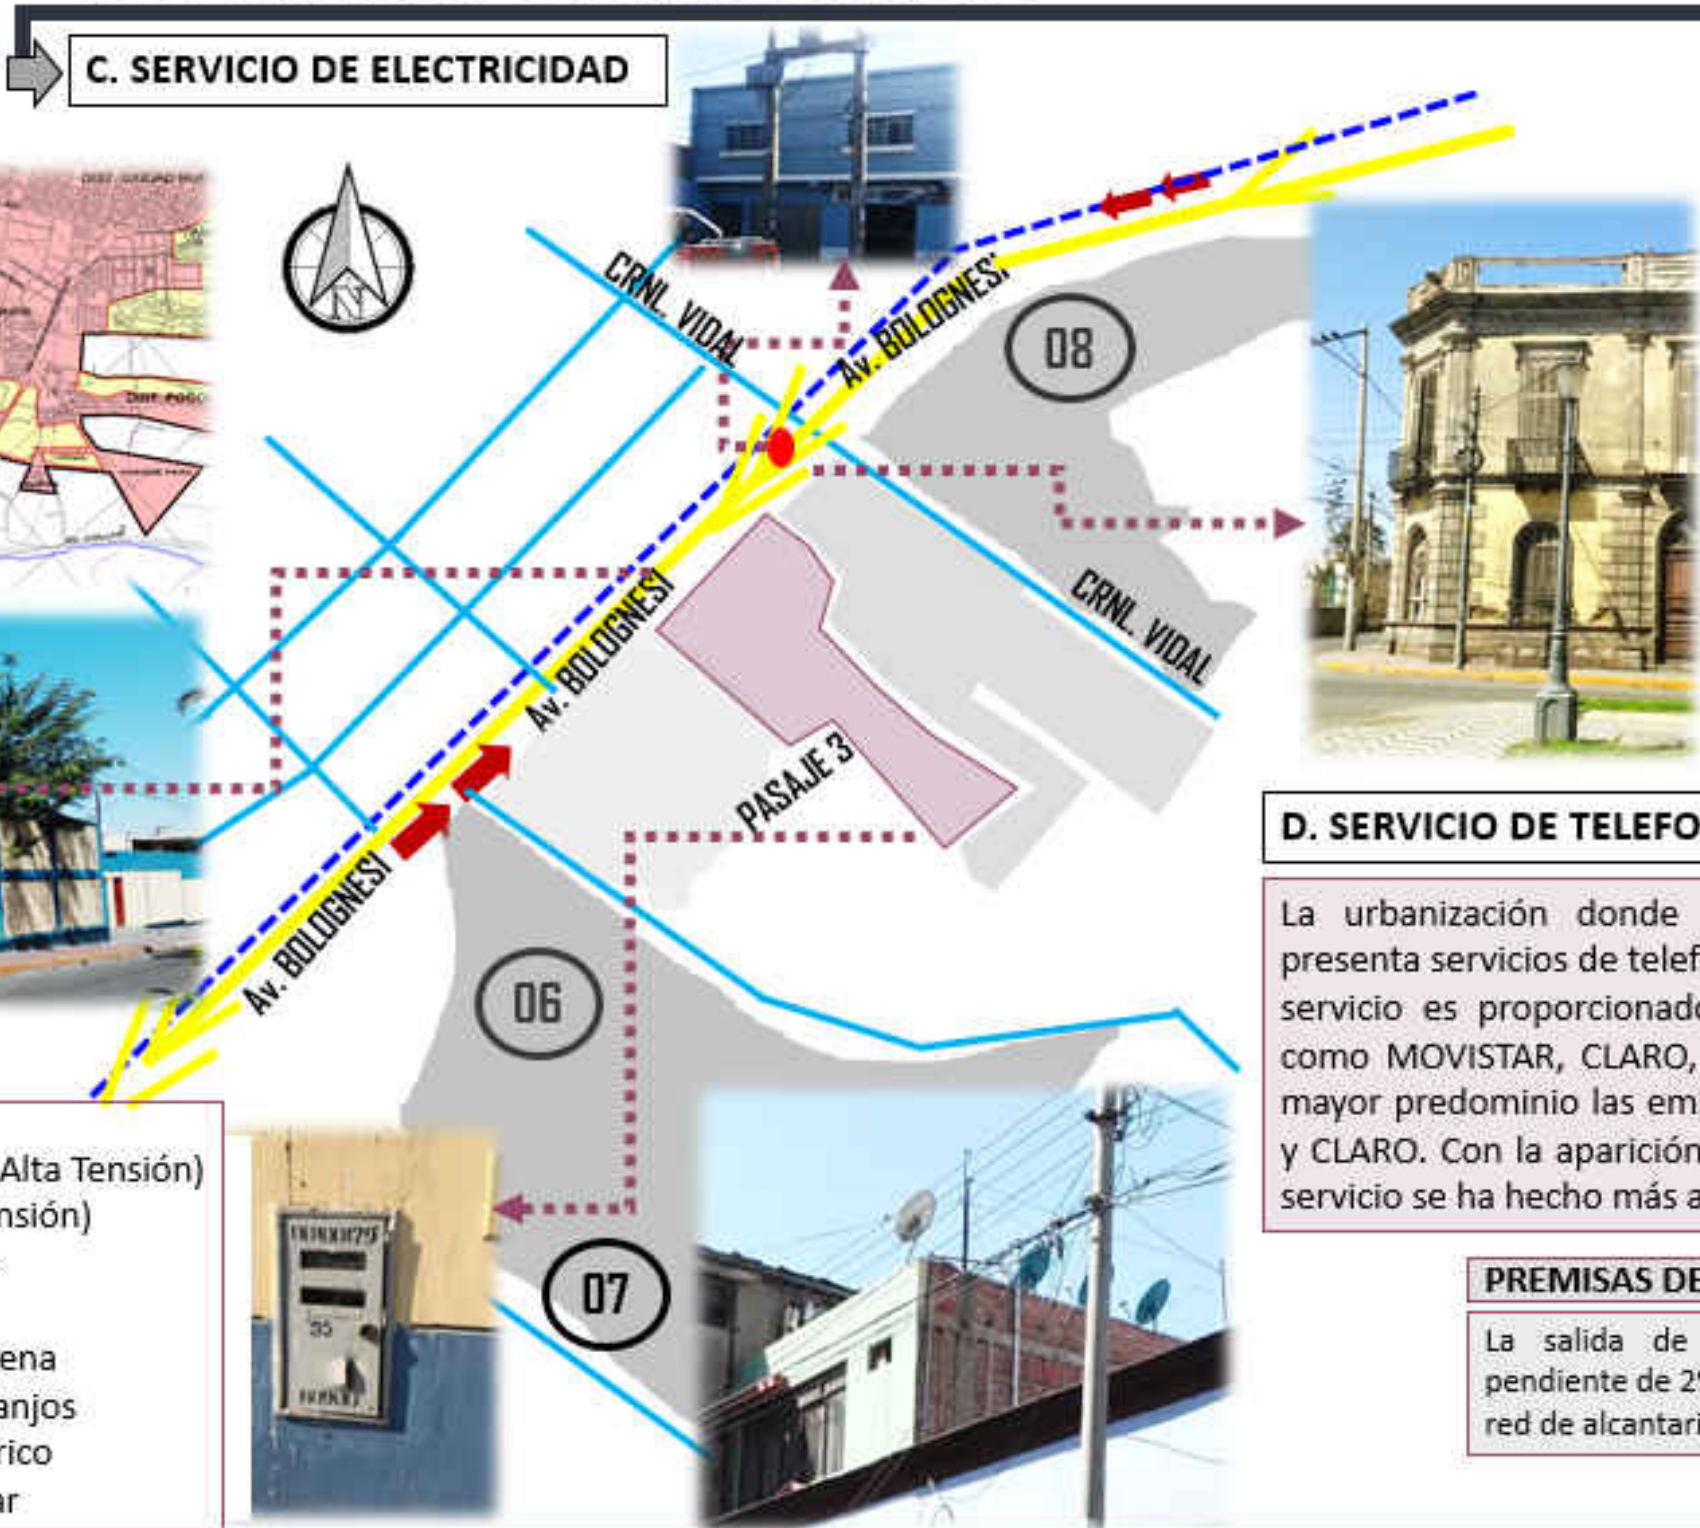 C. SERVICIO DE ELECTRICIDAD
N
CRNL. VIDAL
Av. BOLOGNESI
08
DIST. POCO
Av. BOLOGNESI
CRNL. VIDAL
PASAJE 3
Av. BOLOGNESI
06
07
Alta Tensión)
nsión)
ena
anjos
rico
ar
D. SERVICIO DE TELEFO
La urbanización donde
presenta servicios de telef
servicio es proporcionado
como MOVISTAR, CLARO,
mayor predominio las em
y CLARO. Con la aparición
servicio se ha hecho más a
PREMISAS DE
La salida de
pendiente de 2
red de alcantari